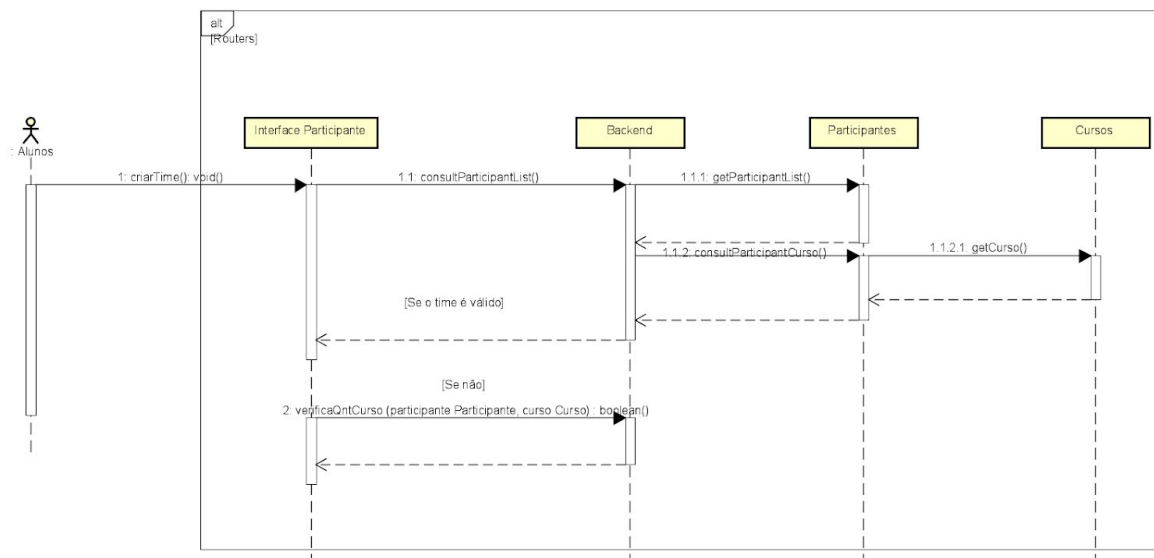 alt
[Routers]
: Alunos
Interface Participante
Backend
Participantes
Cursos
1: criarTime(): void()
1.1: consultParticipantList()
1.1.1: getParticipantList()
1.1.2: consultParticipantCurso()
1.1.2.1: getCurso()
[Se o time é válido]
[Se não]
2: verificaQntCurso (participante Participante, curso Curso) : boolean()